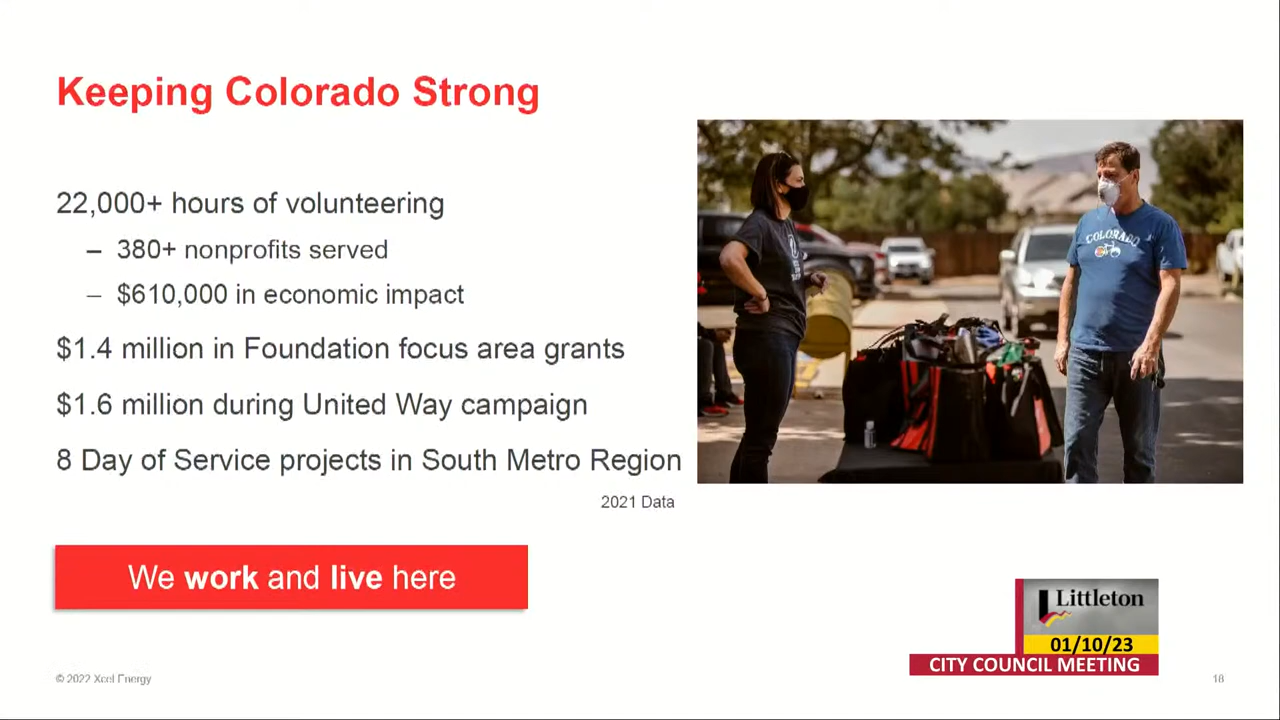 Keeping Colorado Strong
22,000+ hours of volunteering
– 380+ nonprofits served
– $610,000 in economic impact
$1.4 million in Foundation focus area grants
$1.6 million during United Way campaign
8 Day of Service projects in South Metro Region
2021 Data
COLORADO
We work and live here
Littleton
01/10/23
CITY COUNCIL MEETING
© 2022 Xcel Energy
18